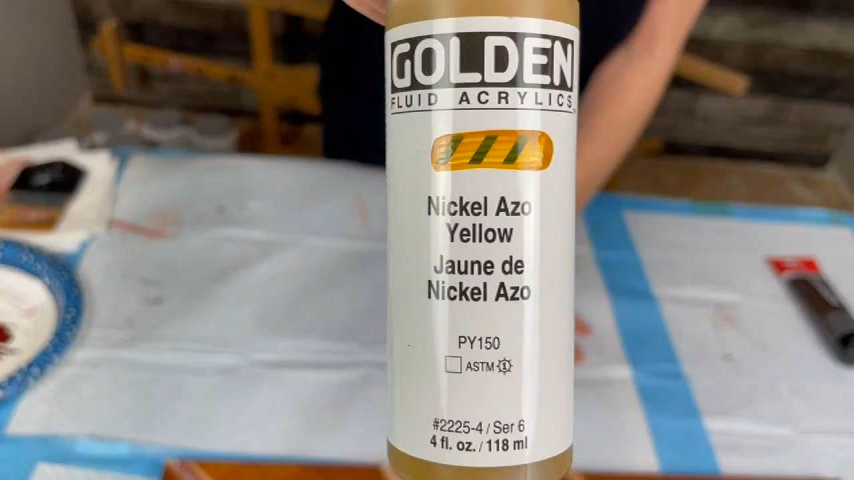 GOLDEN
FLUID ACRYLICS
Nickel Azo
Yellow
Jaune de
Nickel Azo
PY150
ASTM I
#2225-4 / Ser 6
4 fl. oz. / 118 ml